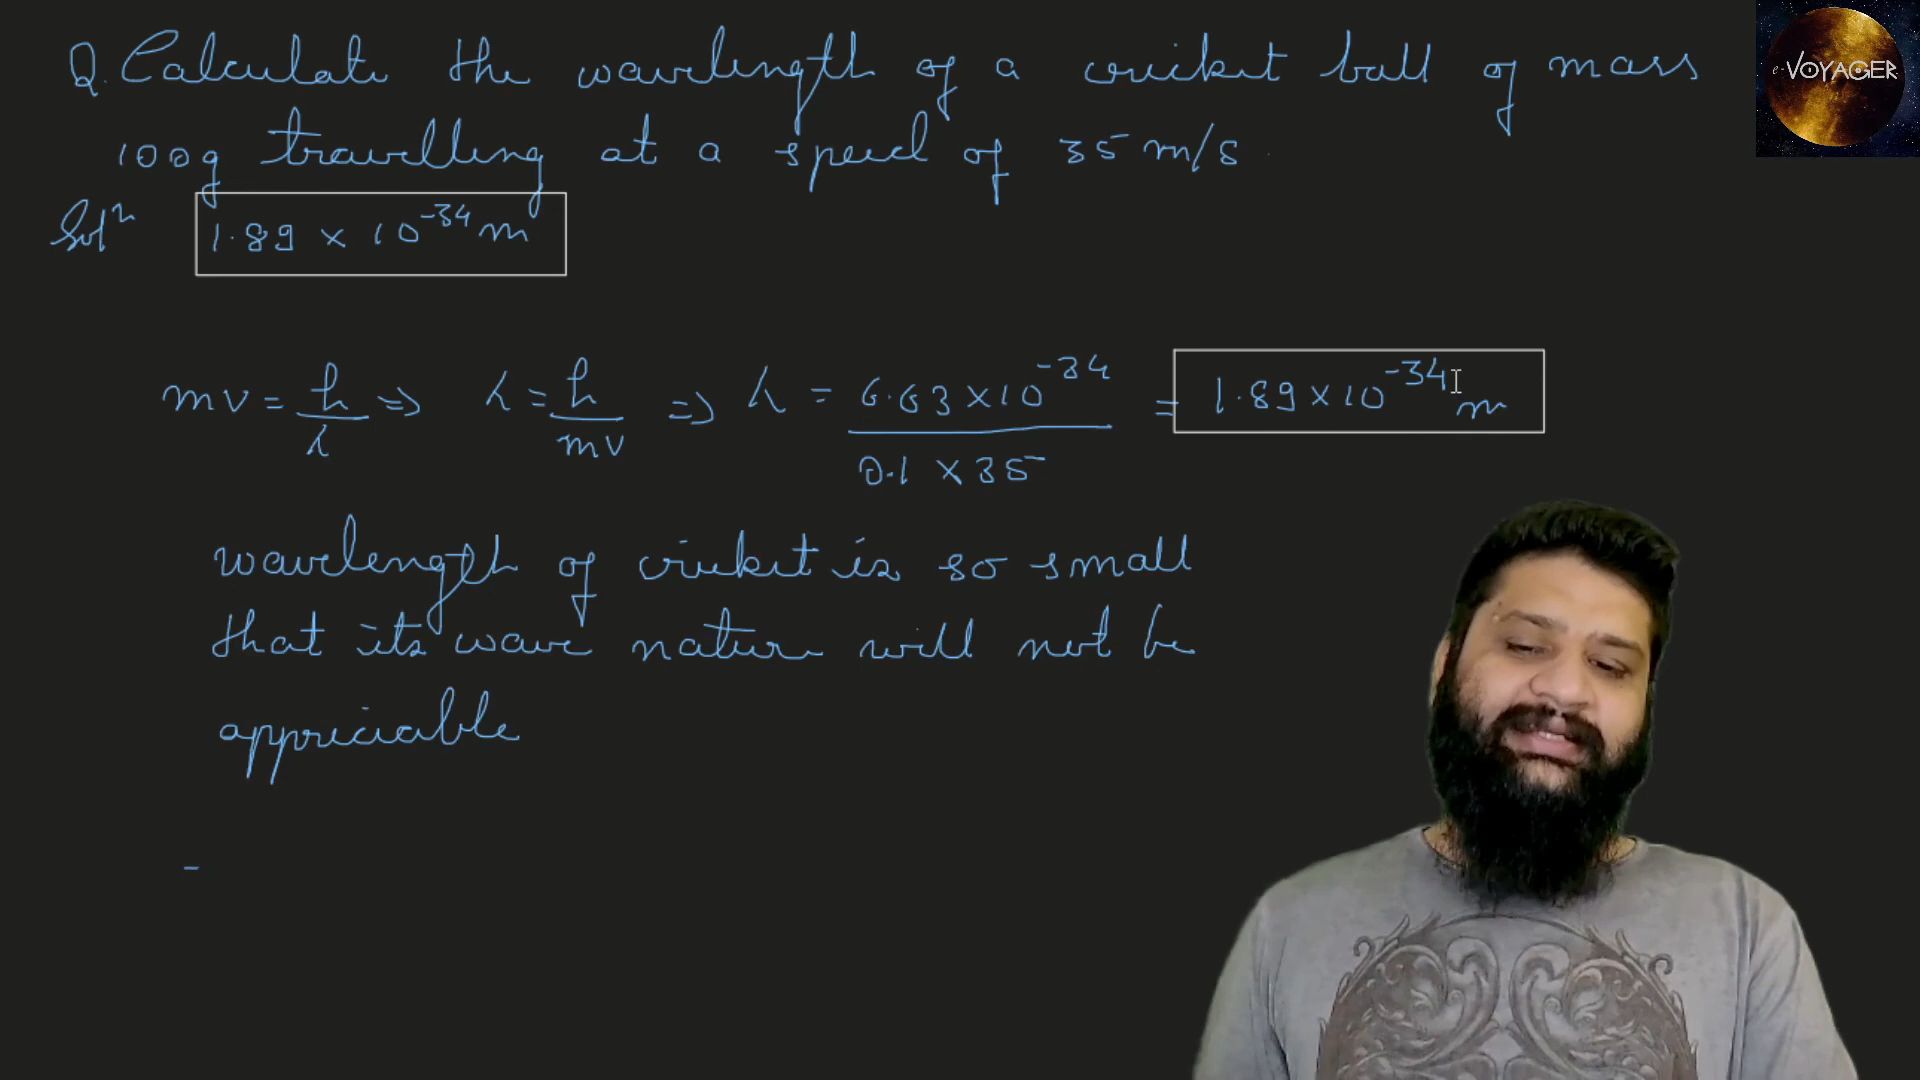 Q. Calculate the wavelength of a cricket ball of mass
100g travelling at a speed of 35 m/s
Solⁿ 1.89 × 10⁻³⁴ m
mv = h/λ => λ = h/mv => λ = 6.63 × 10⁻³⁴ / 0.1 × 35 = 1.89 × 10⁻³⁴ m
wavelength of cricket is so small
that its wave nature will not be
appriciable
e-VOYAGER